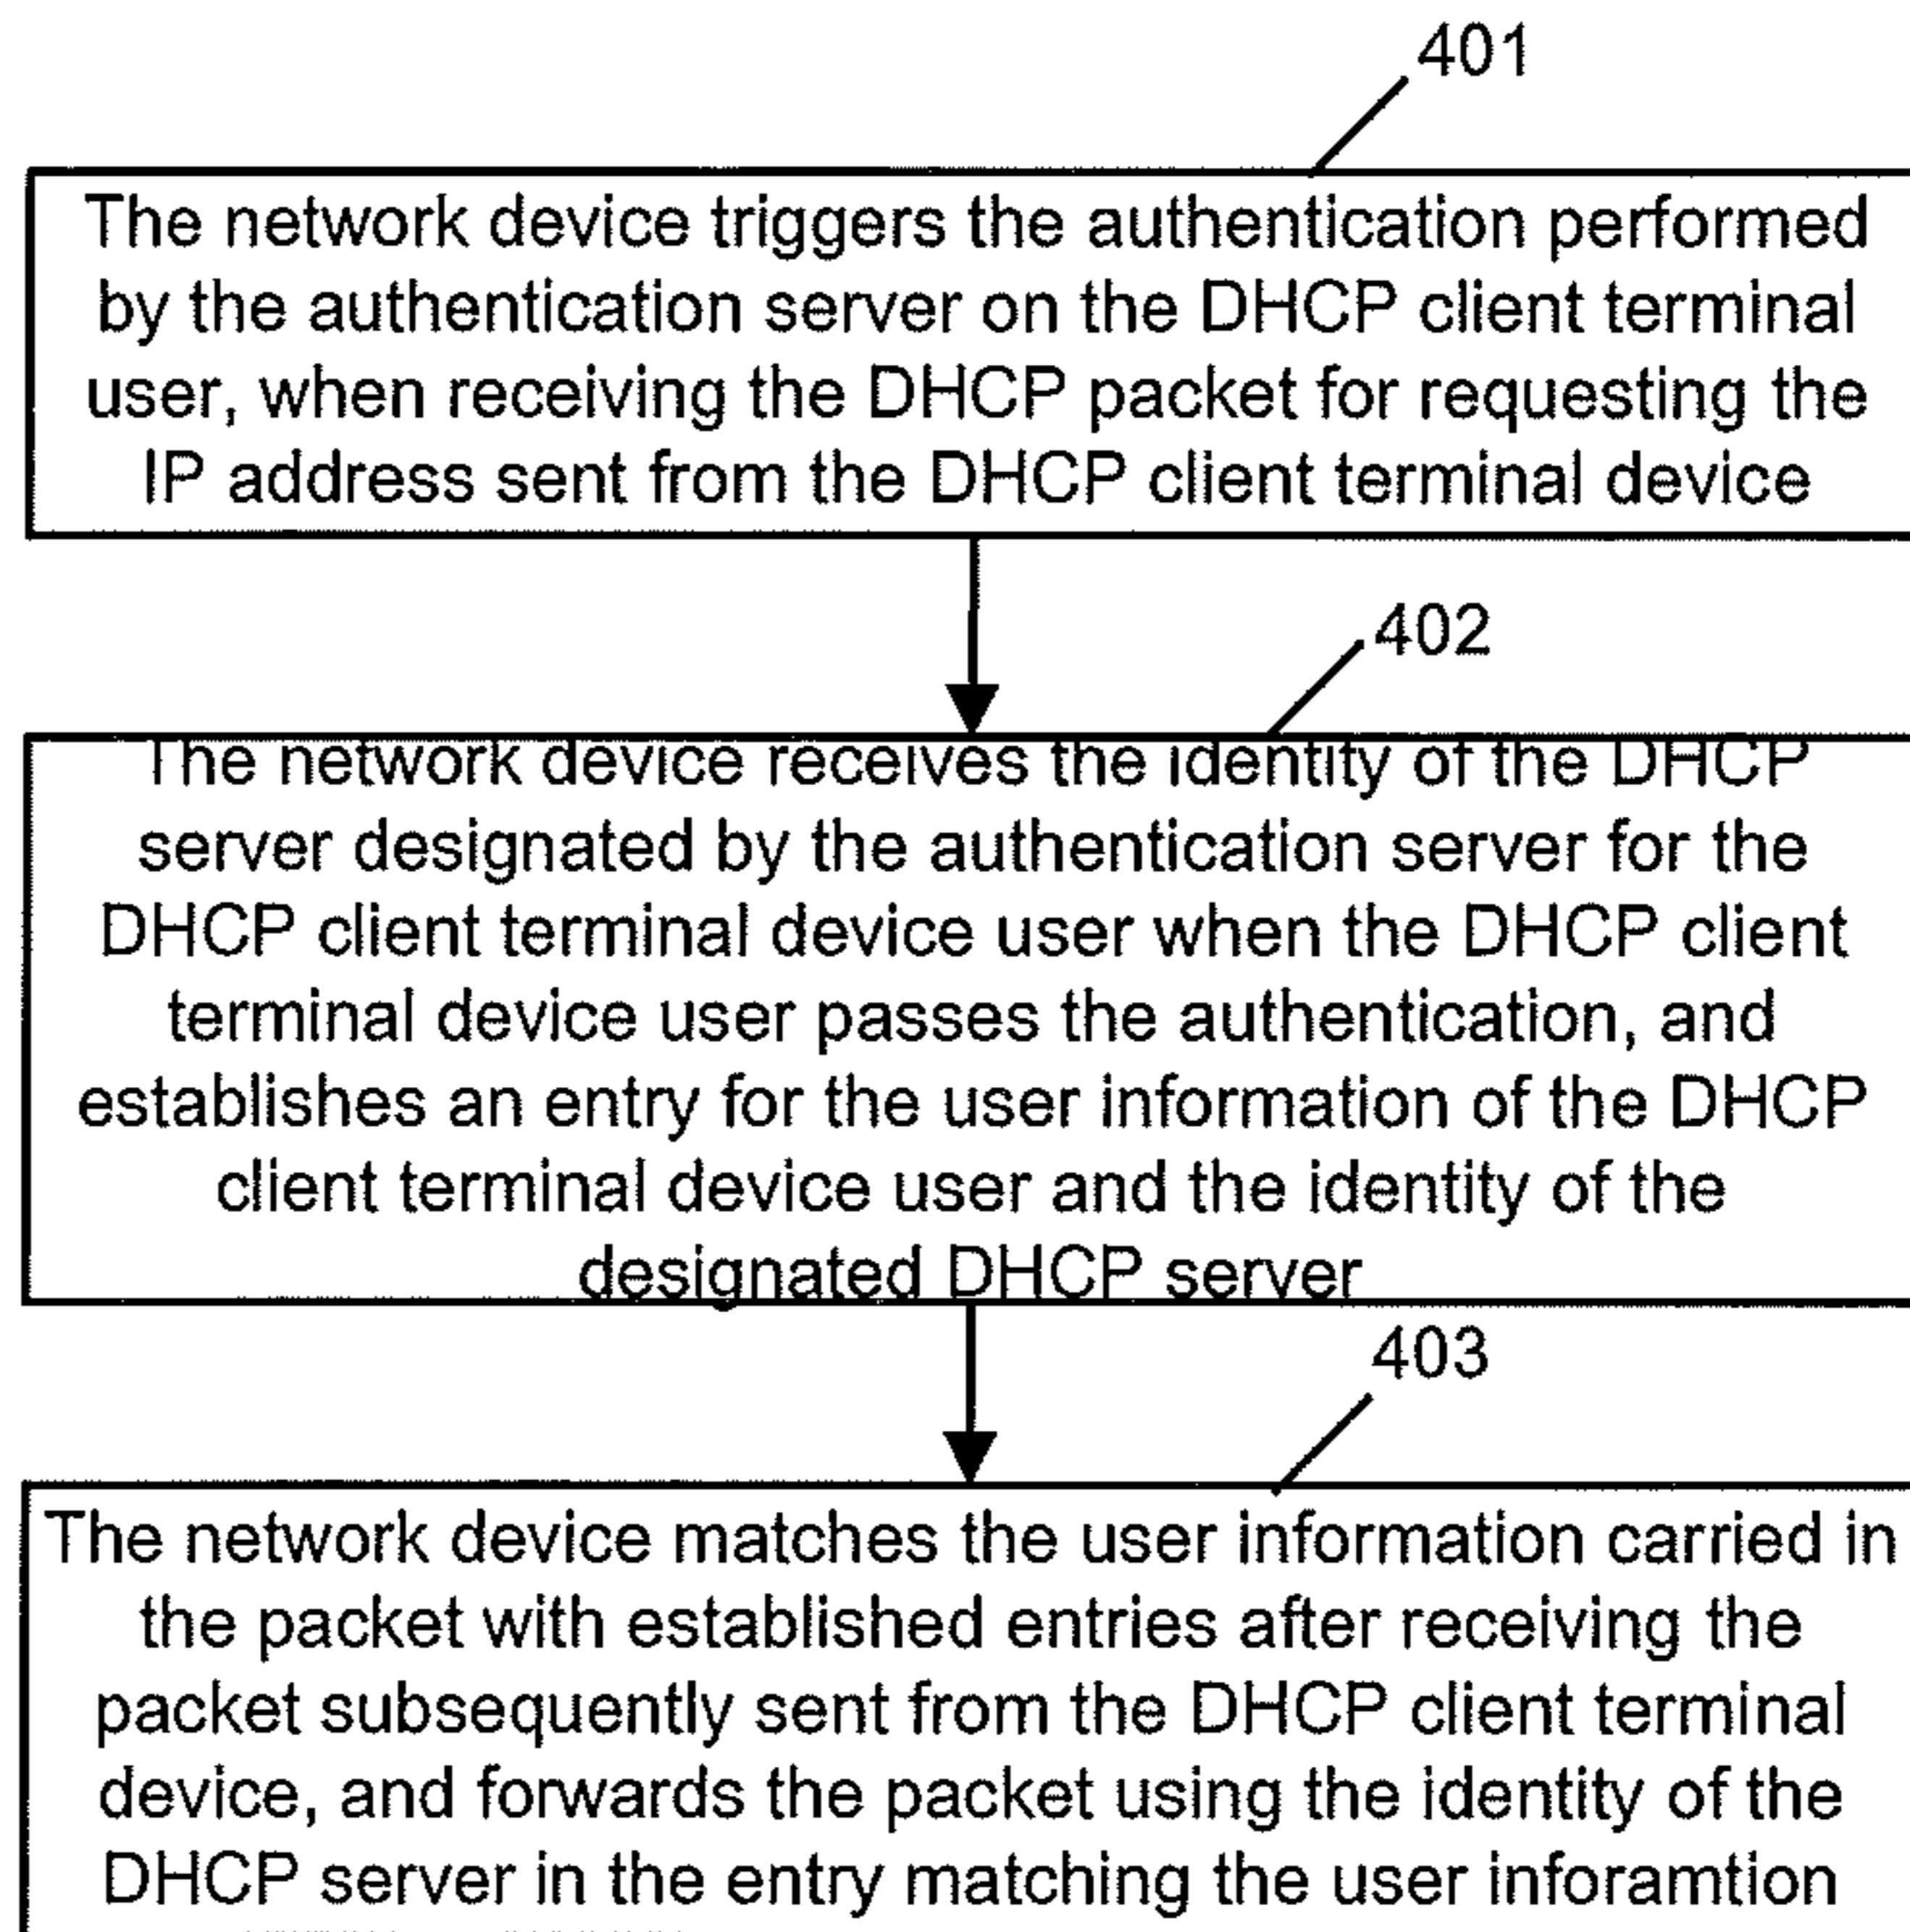 401
The network device triggers the authentication performed
by the authentication server on the DHCP client terminal
user, when receiving the DHCP packet for requesting the
IP address sent from the DHCP client terminal device
402
The network device receives the identity of the DHCP
server designated by the authentication server for the
DHCP client terminal device user when the DHCP client
terminal device user passes the authentication, and
establishes an entry for the user information of the DHCP
client terminal device user and the identity of the
designated DHCP server
403
The network device matches the user information carried in
the packet with established entries after receiving the
packet subsequently sent from the DHCP client terminal
device, and forwards the packet using the identity of the
DHCP server in the entry matching the user inforamtion